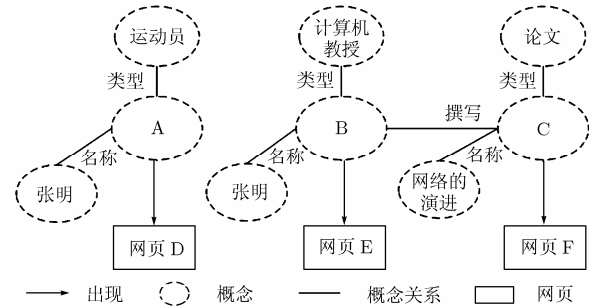 运动员
计算机
教授
论文
类型
类型
类型
A
B
撰写
C
名称
名称
名称
张明
张明
网络的
演进
网页 D
网页 E
网页 F
出现
概念
概念关系
网页